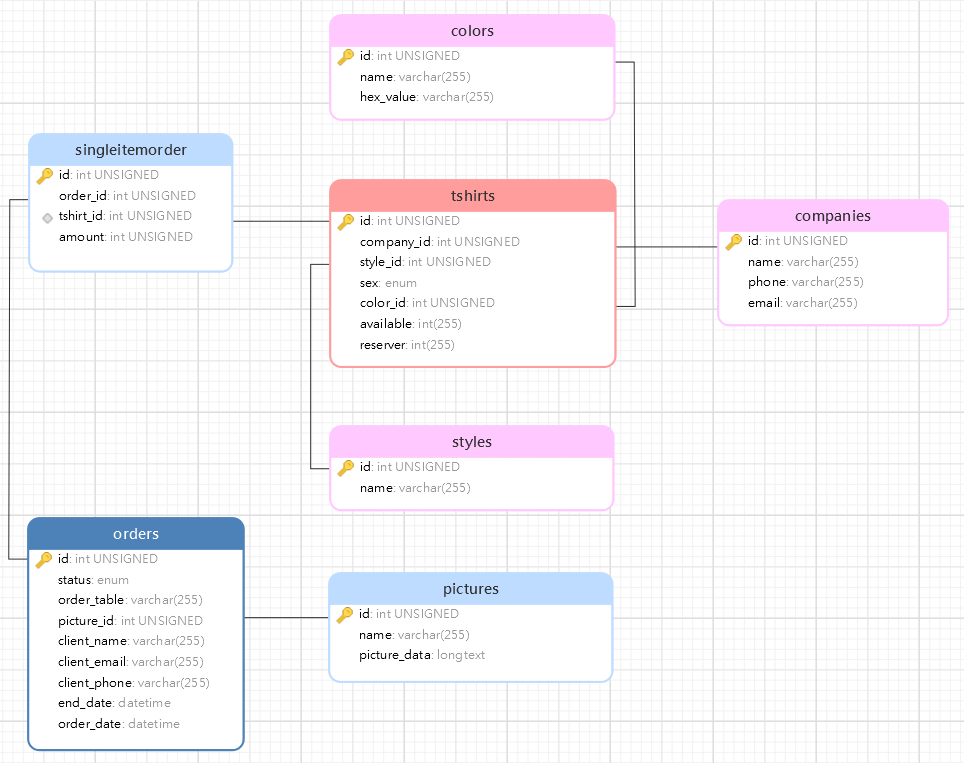 colors
id: int UNSIGNED
name: varchar(255)
hex_value: varchar(255)
singleitemorder
id: int UNSIGNED
order_id: int UNSIGNED
tshirt_id: int UNSIGNED
amount: int UNSIGNED
tshirts
id: int UNSIGNED
company_id: int UNSIGNED
style_id: int UNSIGNED
sex: enum
color_id: int UNSIGNED
available: int(255)
reserver: int(255)
companies
id: int UNSIGNED
name: varchar(255)
phone: varchar(255)
email: varchar(255)
styles
id: int UNSIGNED
name: varchar(255)
orders
id: int UNSIGNED
status: enum
order_table: varchar(255)
picture_id: int UNSIGNED
client_name: varchar(255)
client_email: varchar(255)
client_phone: varchar(255)
end_date: datetime
order_date: datetime
pictures
id: int UNSIGNED
name: varchar(255)
picture_data: longtext